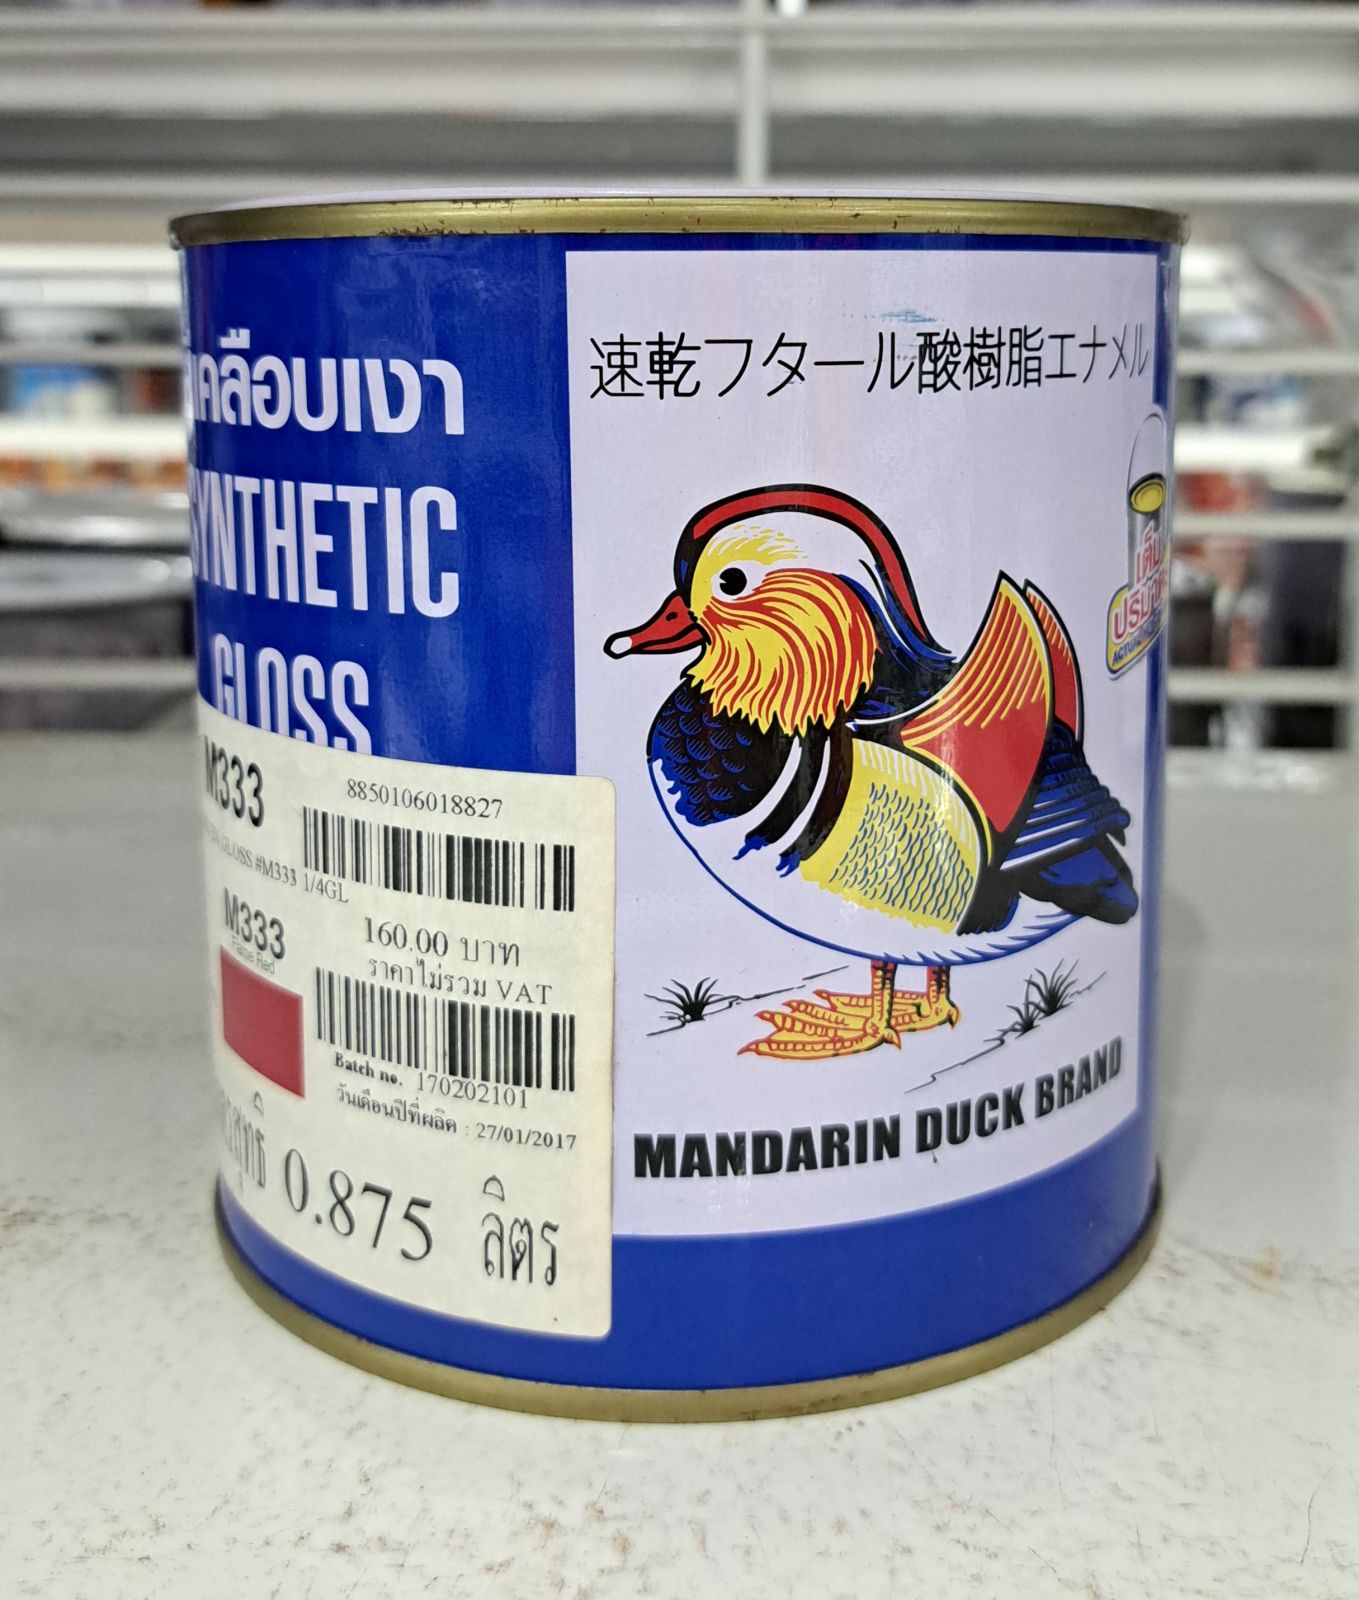 เคลือบเงา
SYNTHETIC
GLOSS
速乾フタール酸樹脂エナメル
เต็ม
MANDARIN DUCK BRAND
M333
8850106018827
GLOSS #M333 1/4GL
M333
Red
160.00 บาท
ราคาไม่รวม VAT
Batch no. 170202101
วันเดือนปีที่ผลิต : 27/01/2017
0.875 ลิตร